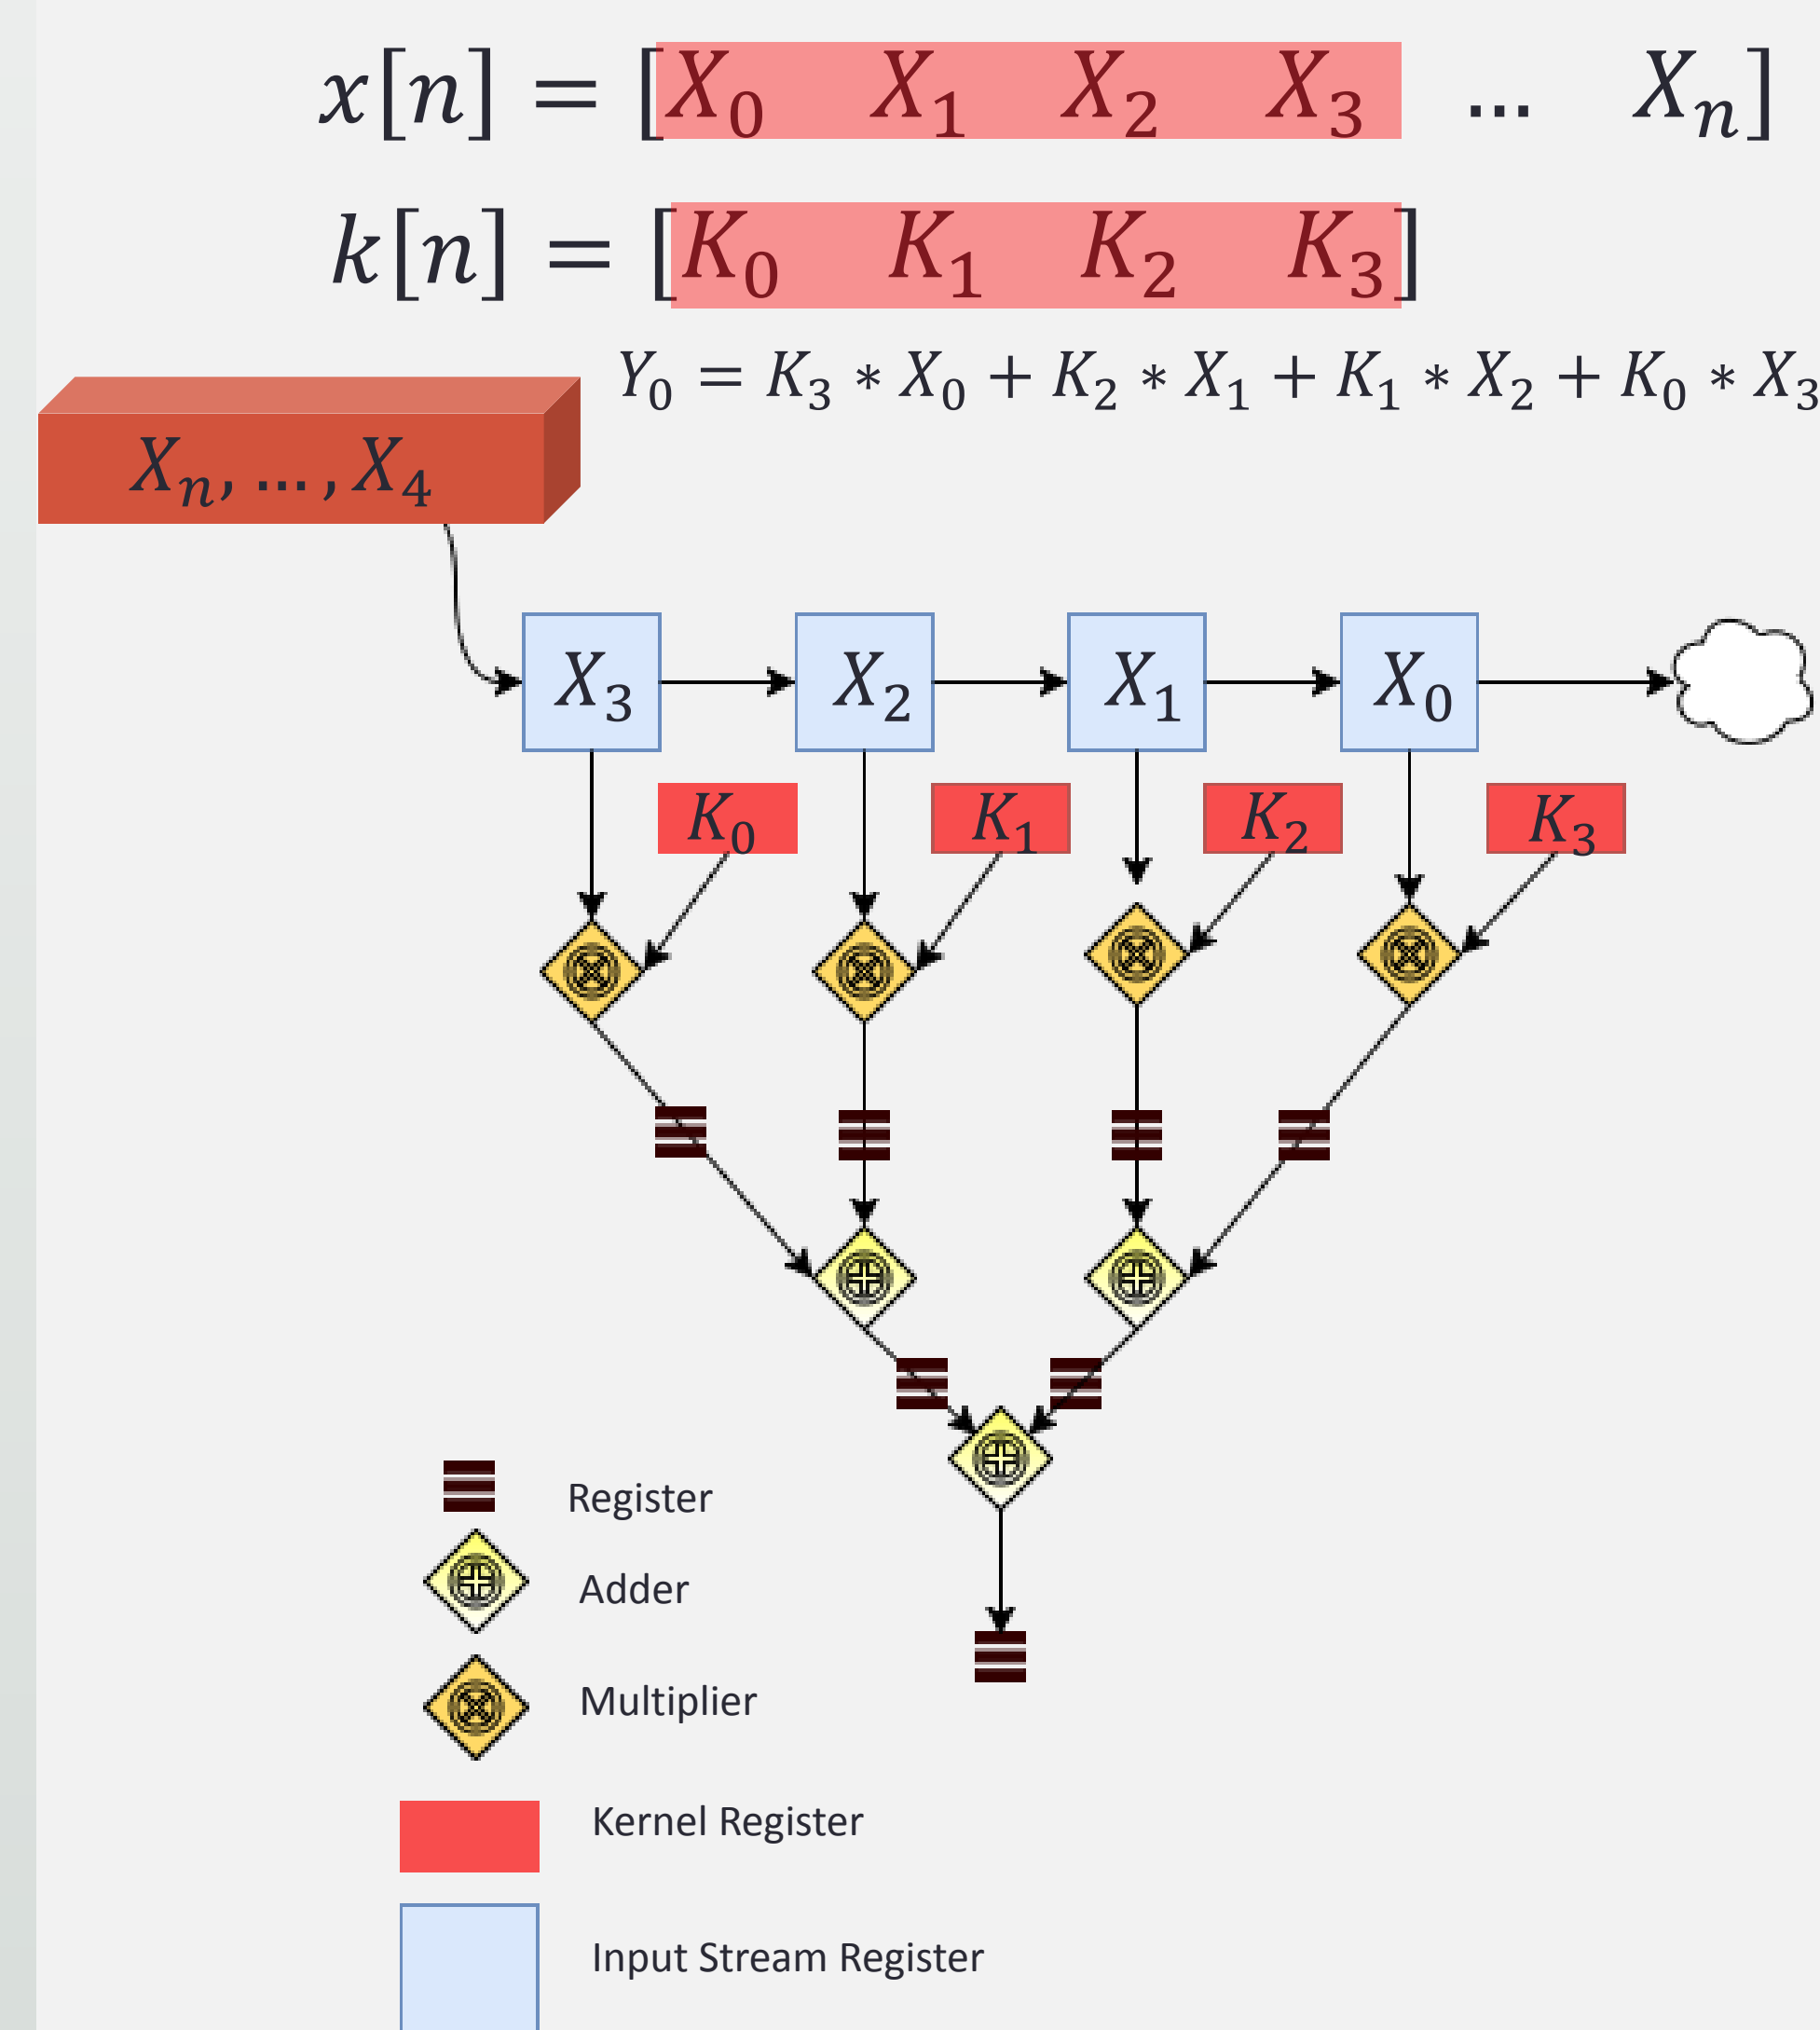 x[n] = [X₀ X₁ X₂ X₃ ... Xₙ]
k[n] = [K₀ K₁ K₂ K₃]
Y₀ = K₃ * X₀ + K₂ * X₁ + K₁ * X₂ + K₀ * X₃
Xₙ, ... , X₄
X₃ X₂ X₁ X₀
K₀ K₁ K₂ K₃
Register
Adder
Multiplier
Kernel Register
Input Stream Register